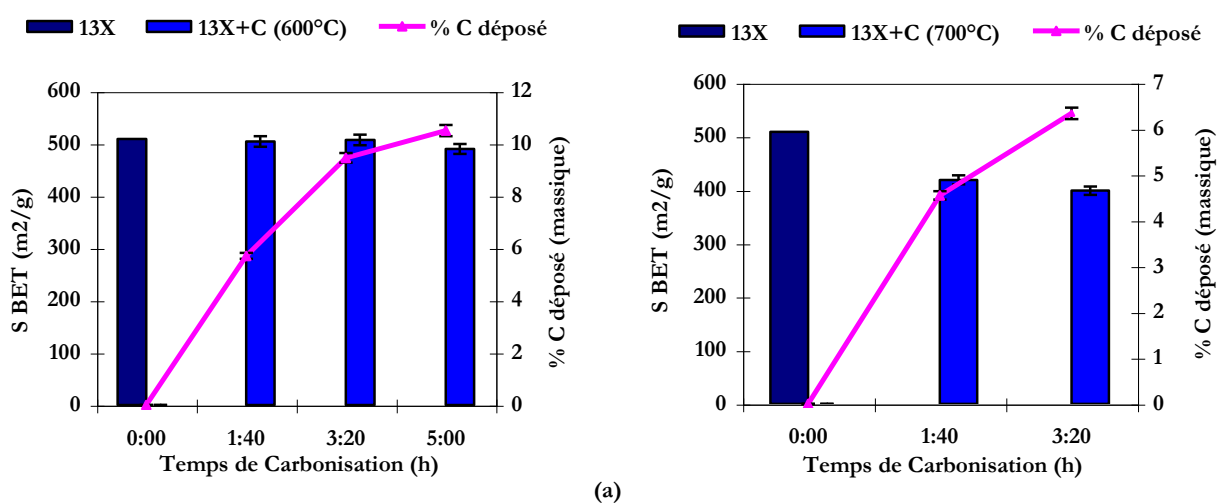 13X 13X+C (600°C) % C déposé
600
500
400
300
200
100
0
S BET (m2/g)
12
10
8
6
4
2
0
% C déposé (massique)
0:00 1:40 3:20 5:00
Temps de Carbonisation (h)
13X 13X+C (700°C) % C déposé
600
500
400
300
200
100
0
S BET (m2/g)
7
6
5
4
3
2
1
0
% C déposé (massique)
0:00 1:40 3:20
Temps de Carbonisation (h)
(a)